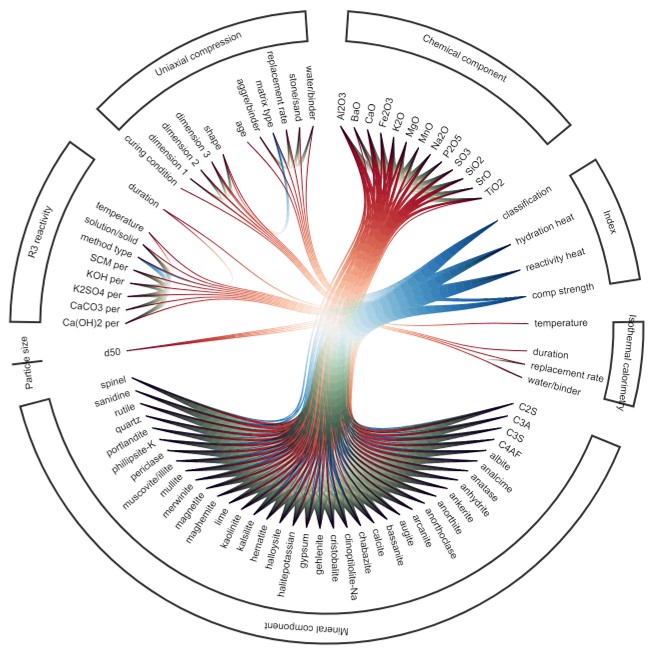 Uniaxial compression
curing condition
dimension 1
dimension 2
dimension 3
shape
age
aggre/binder
matrix type
replacement rate
stone/sand
water/binder
Chemical component
Al2O3
BaO
CaO
Fe2O3
K2O
MgO
MnO
Na2O
P2O5
SO3
SiO2
SrO
TiO2
Index
classification
hydration heat
reactivity heat
comp strength
Isothermal calorimetry
temperature
duration
replacement rate
water/binder
Mineral component
C2S
C3A
C3S
C4AF
albite
analcime
anatase
anhydrite
ankerite
anorthite
anorthoclase
arcanite
augite
bassanite
calcite
chabazite
clinoptilolite-Na
cristobalite
gehlenite
gypsum
halitepotassian
halloysite
hematite
kalsilite
kaolinite
lime
maghemite
magnetite
merwinite
mullite
muscovite/illite
periclase
phillipsite-K
portlandite
quartz
rutile
sanidine
spinel
Particle size
d50
R3 reactivity
Ca(OH)2 per
CaCO3 per
K2SO4 per
KOH per
SCM per
method type
solution/solid
temperature
duration